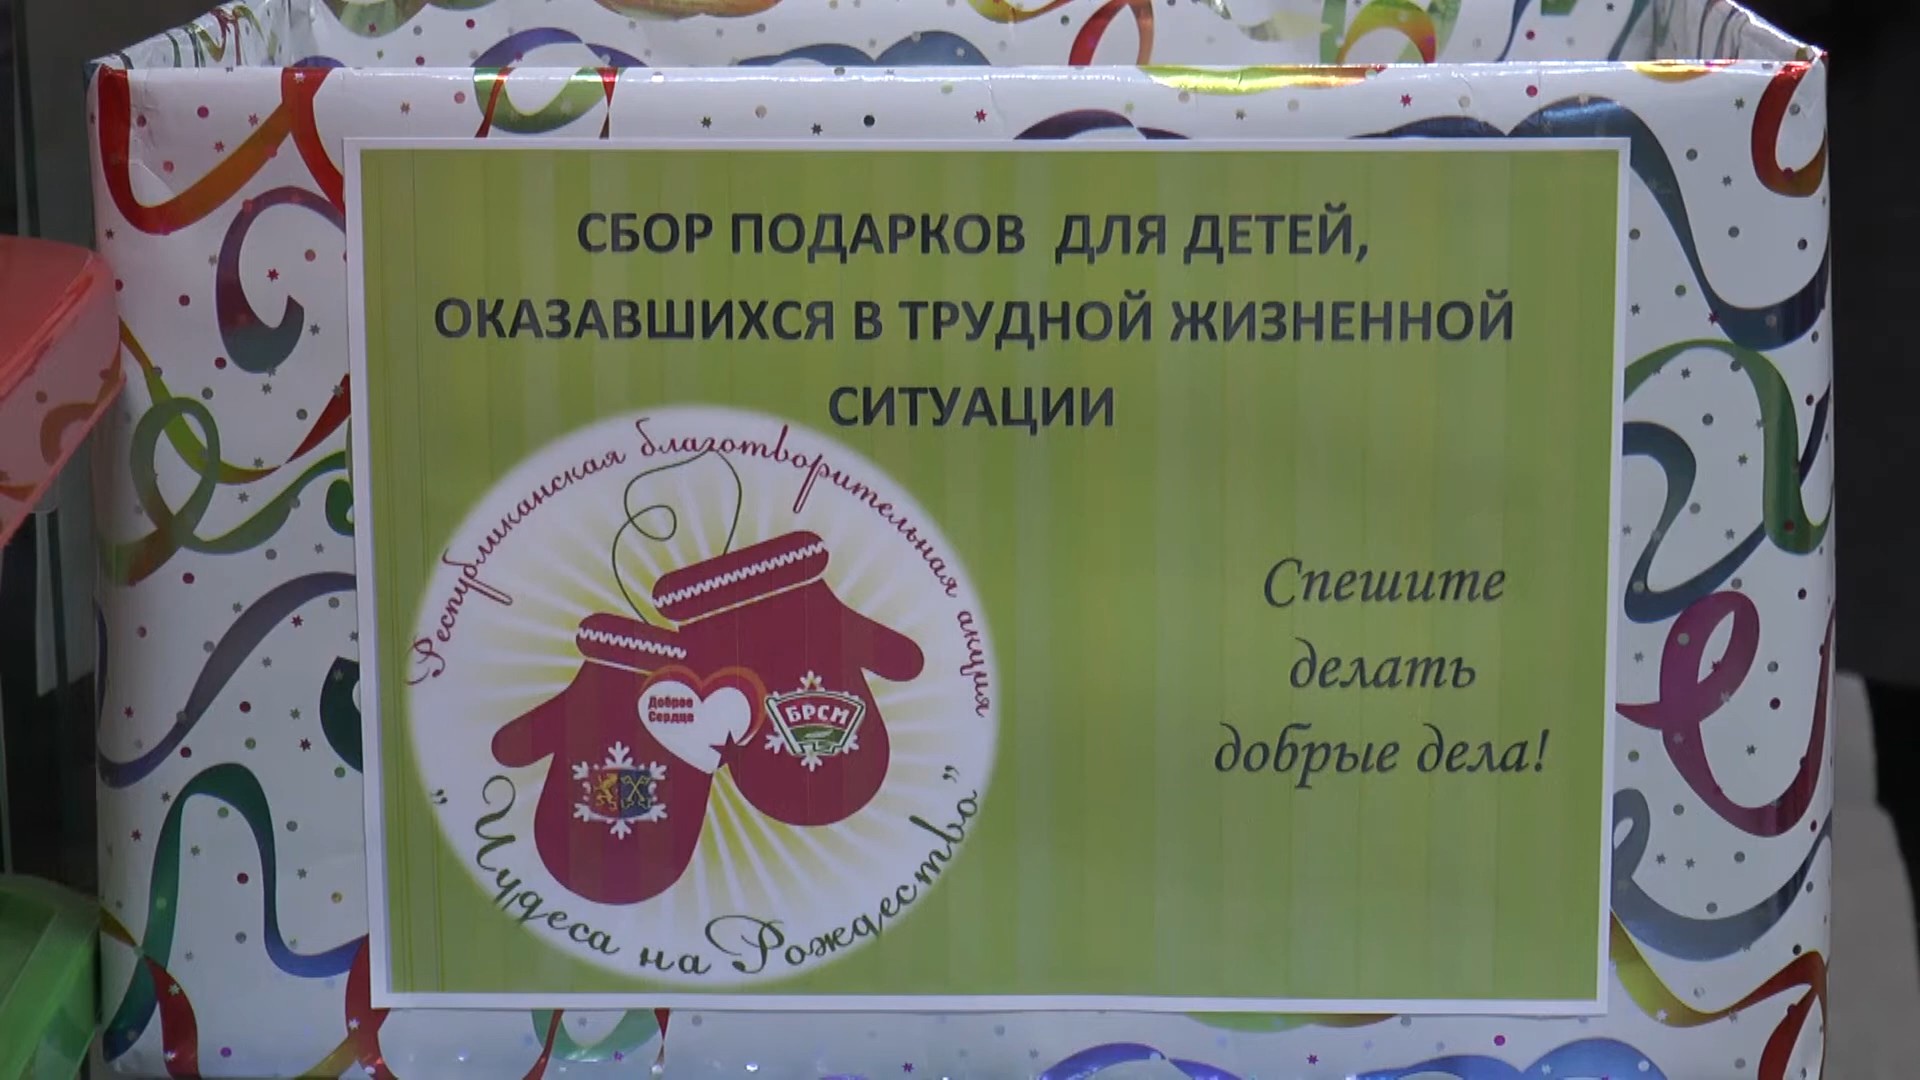 СБОР ПОДАРКОВ ДЛЯ ДЕТЕЙ,
ОКАЗАВШИХСЯ В ТРУДНОЙ ЖИЗНЕННОЙ
СИТУАЦИИ
Республиканская благотворительная акция
Доброе
Сердце
БРСМ
„Чудеса на Рождество”
Спешите
делать
добрые дела!